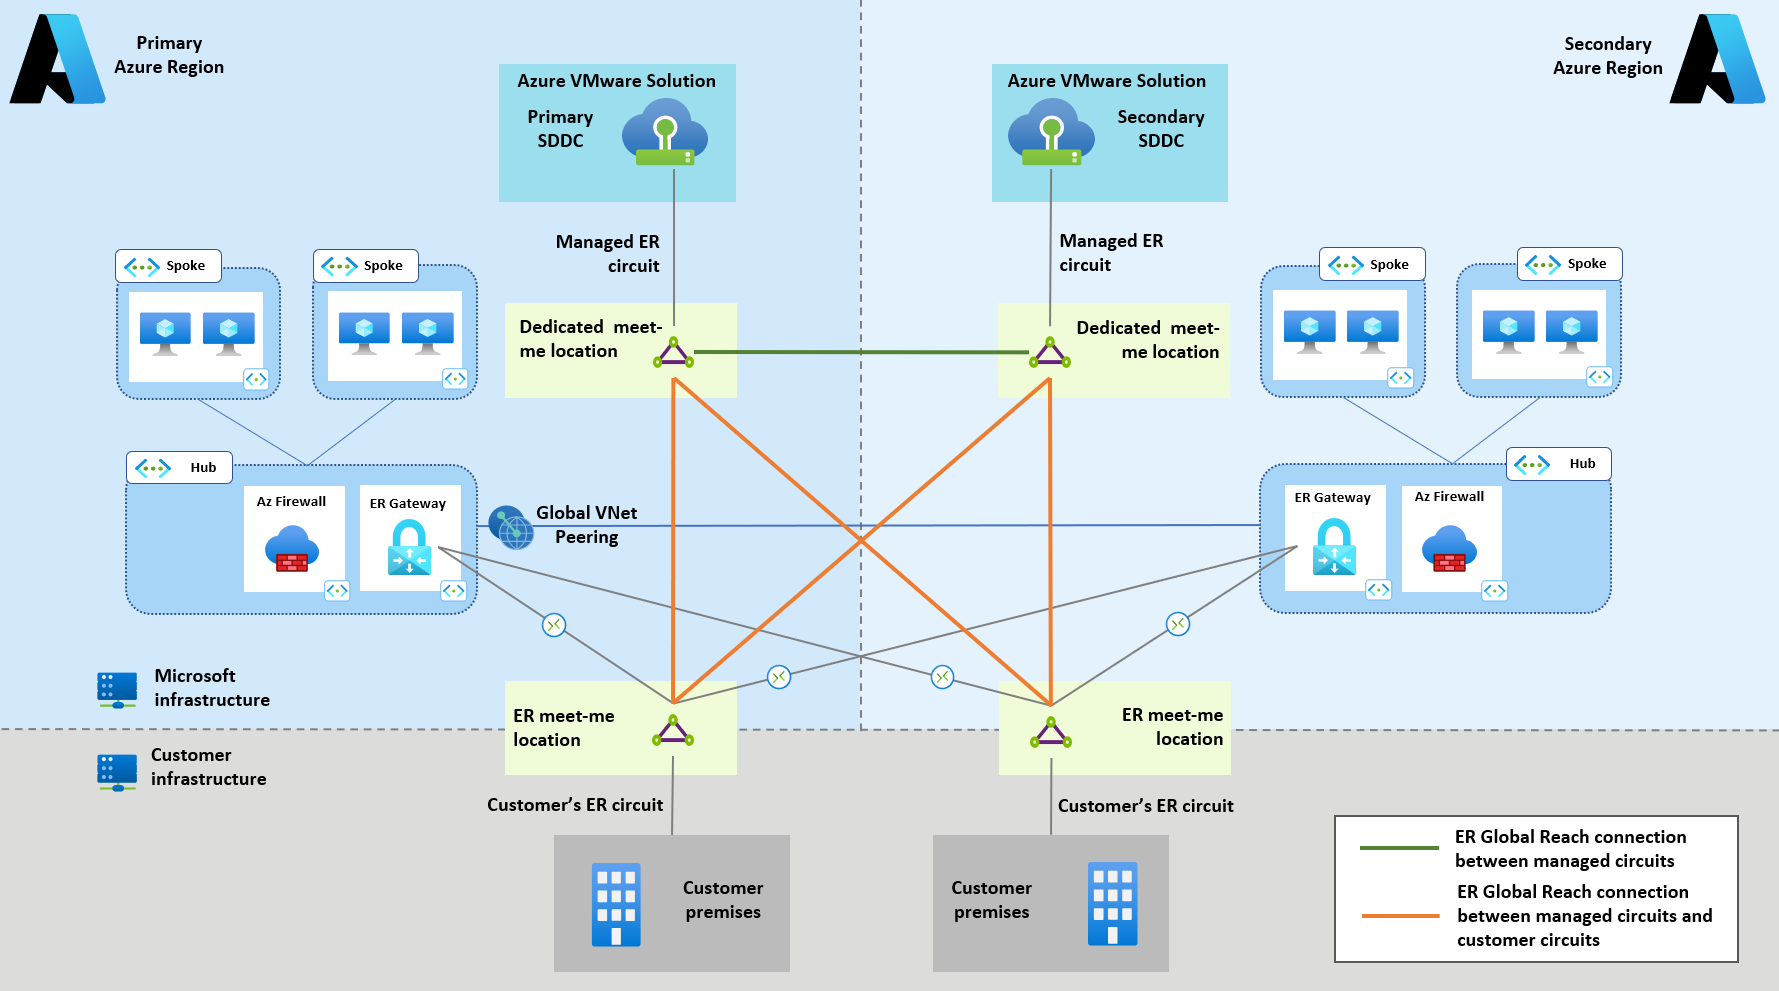 Primary
Azure Region
Secondary
Azure Region
Azure VMware Solution
Primary
SDDC
Azure VMware Solution
Secondary
SDDC
Managed ER
circuit
Managed ER
circuit
Spoke
Spoke
Spoke
Spoke
Dedicated meet-
me location
Dedicated meet-
me location
Hub
Az Firewall
ER Gateway
Global VNet
Peering
Hub
ER Gateway
Az Firewall
Microsoft
infrastructure
ER meet-me
location
ER meet-me
location
Customer
infrastructure
Customer’s ER circuit
Customer’s ER circuit
Customer
premises
Customer
premises
ER Global Reach connection
between managed circuits
ER Global Reach connection
between managed circuits and
customer circuits